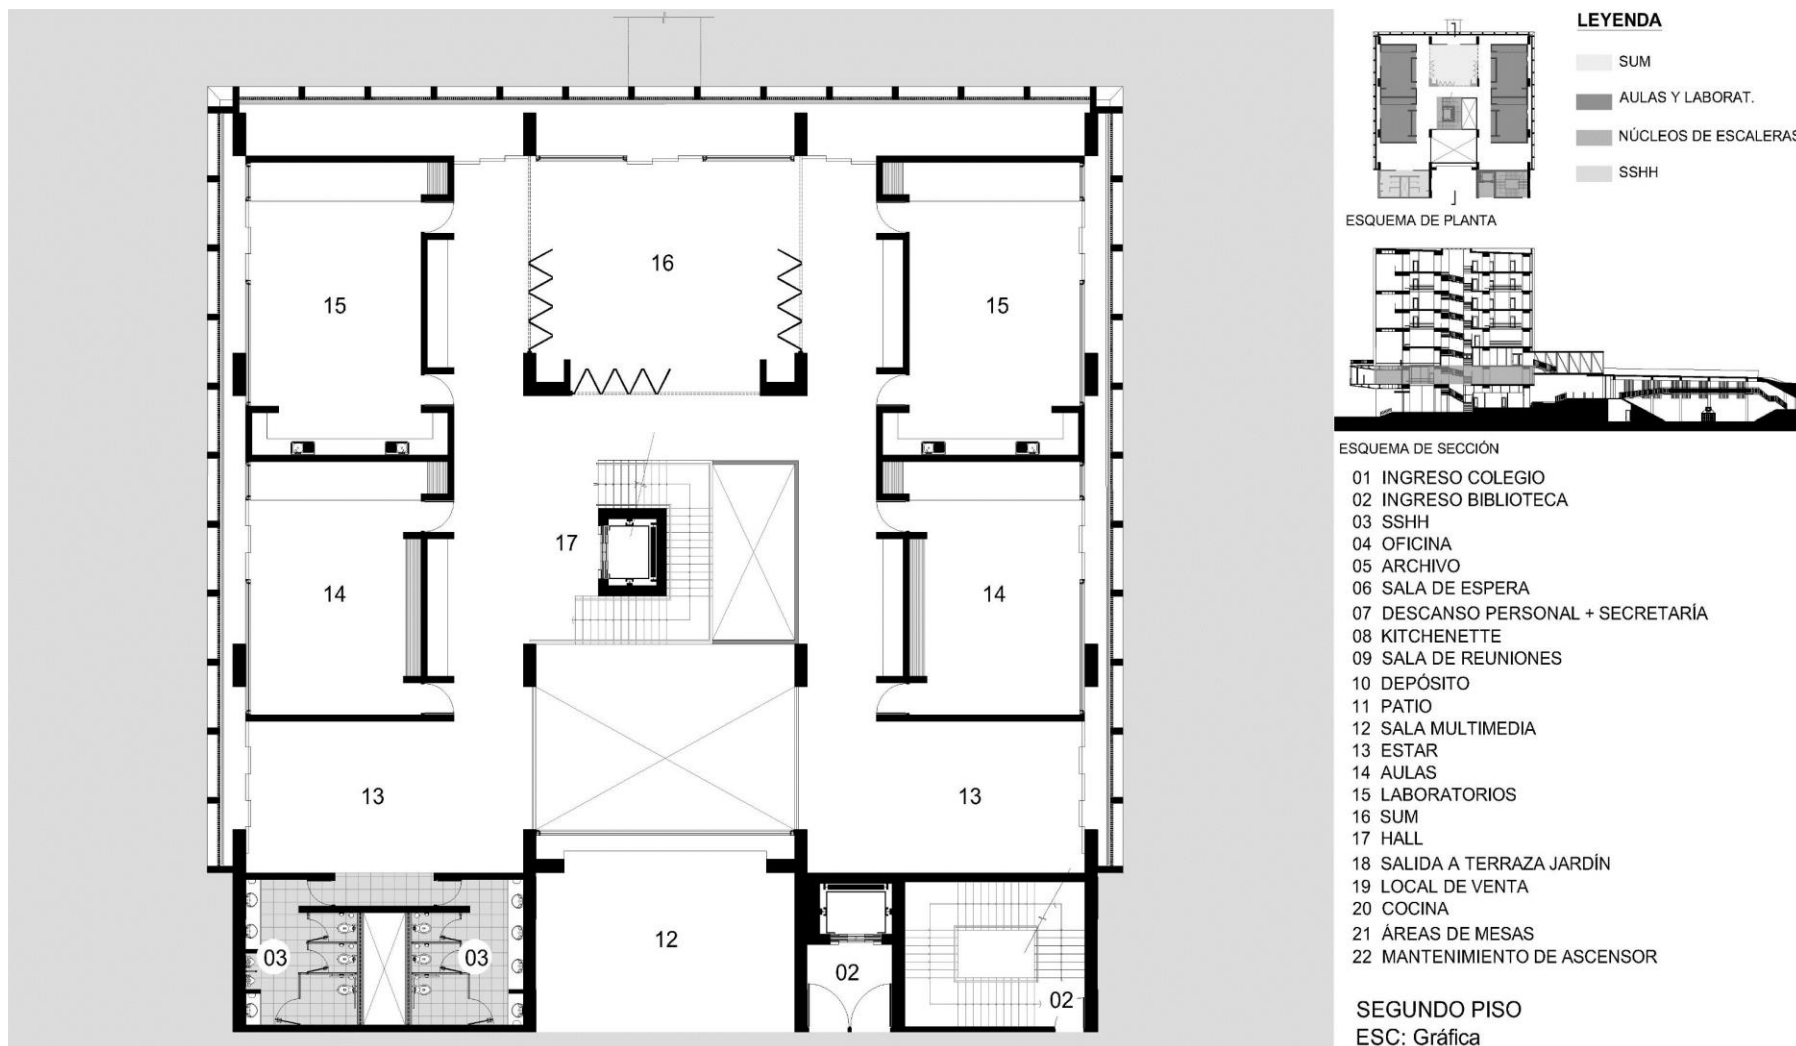 16
15
15
17
14
14
13
13
12
03
03
02
02
LEYENDA
SUM
AULAS Y LABORAT.
NÚCLEOS DE ESCALERAS
SSHH
ESQUEMA DE PLANTA
ESQUEMA DE SECCIÓN
01 INGRESO COLEGIO
02 INGRESO BIBLIOTECA
03 SSHH
04 OFICINA
05 ARCHIVO
06 SALA DE ESPERA
07 DESCANSO PERSONAL + SECRETARÍA
08 KITCHENETTE
09 SALA DE REUNIONES
10 DEPÓSITO
11 PATIO
12 SALA MULTIMEDIA
13 ESTAR
14 AULAS
15 LABORATORIOS
16 SUM
17 HALL
18 SALIDA A TERRAZA JARDÍN
19 LOCAL DE VENTA
20 COCINA
21 ÁREAS DE MESAS
22 MANTENIMIENTO DE ASCENSOR
SEGUNDO PISO
ESC: Gráfica